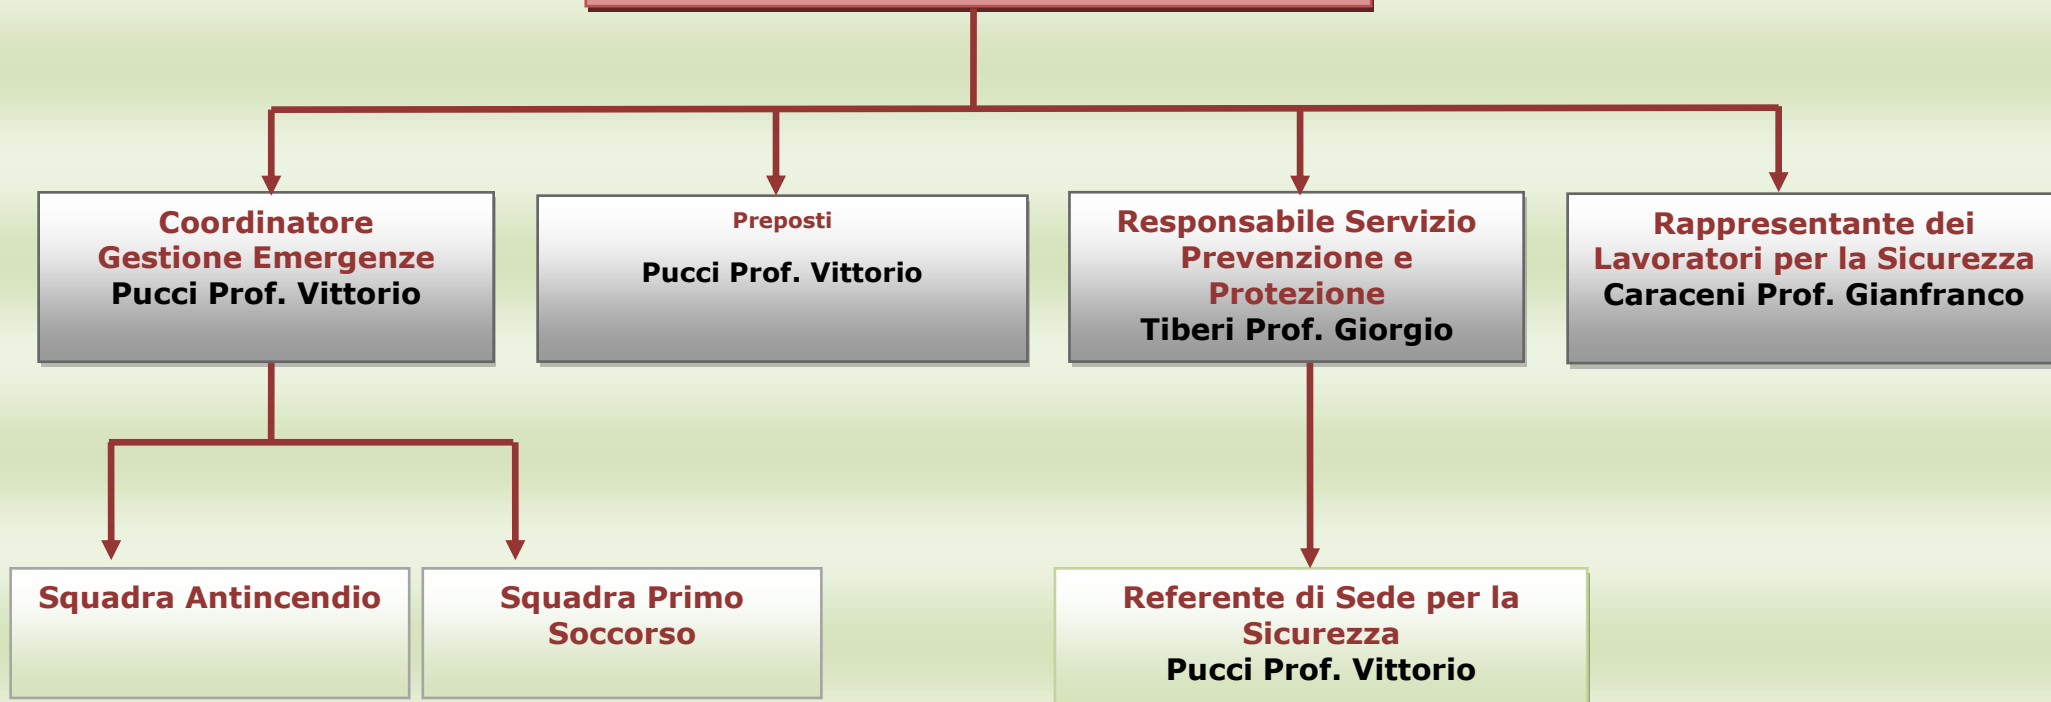 Coordinatore
Gestione Emergenze
Pucci Prof. Vittorio
Preposti
Pucci Prof. Vittorio
Responsabile Servizio
Prevenzione e
Protezione
Tiberi Prof. Giorgio
Rappresentante dei
Lavoratori per la Sicurezza
Caraceni Prof. Gianfranco
Squadra Antincendio
Squadra Primo
Soccorso
Referente di Sede per la
Sicurezza
Pucci Prof. Vittorio